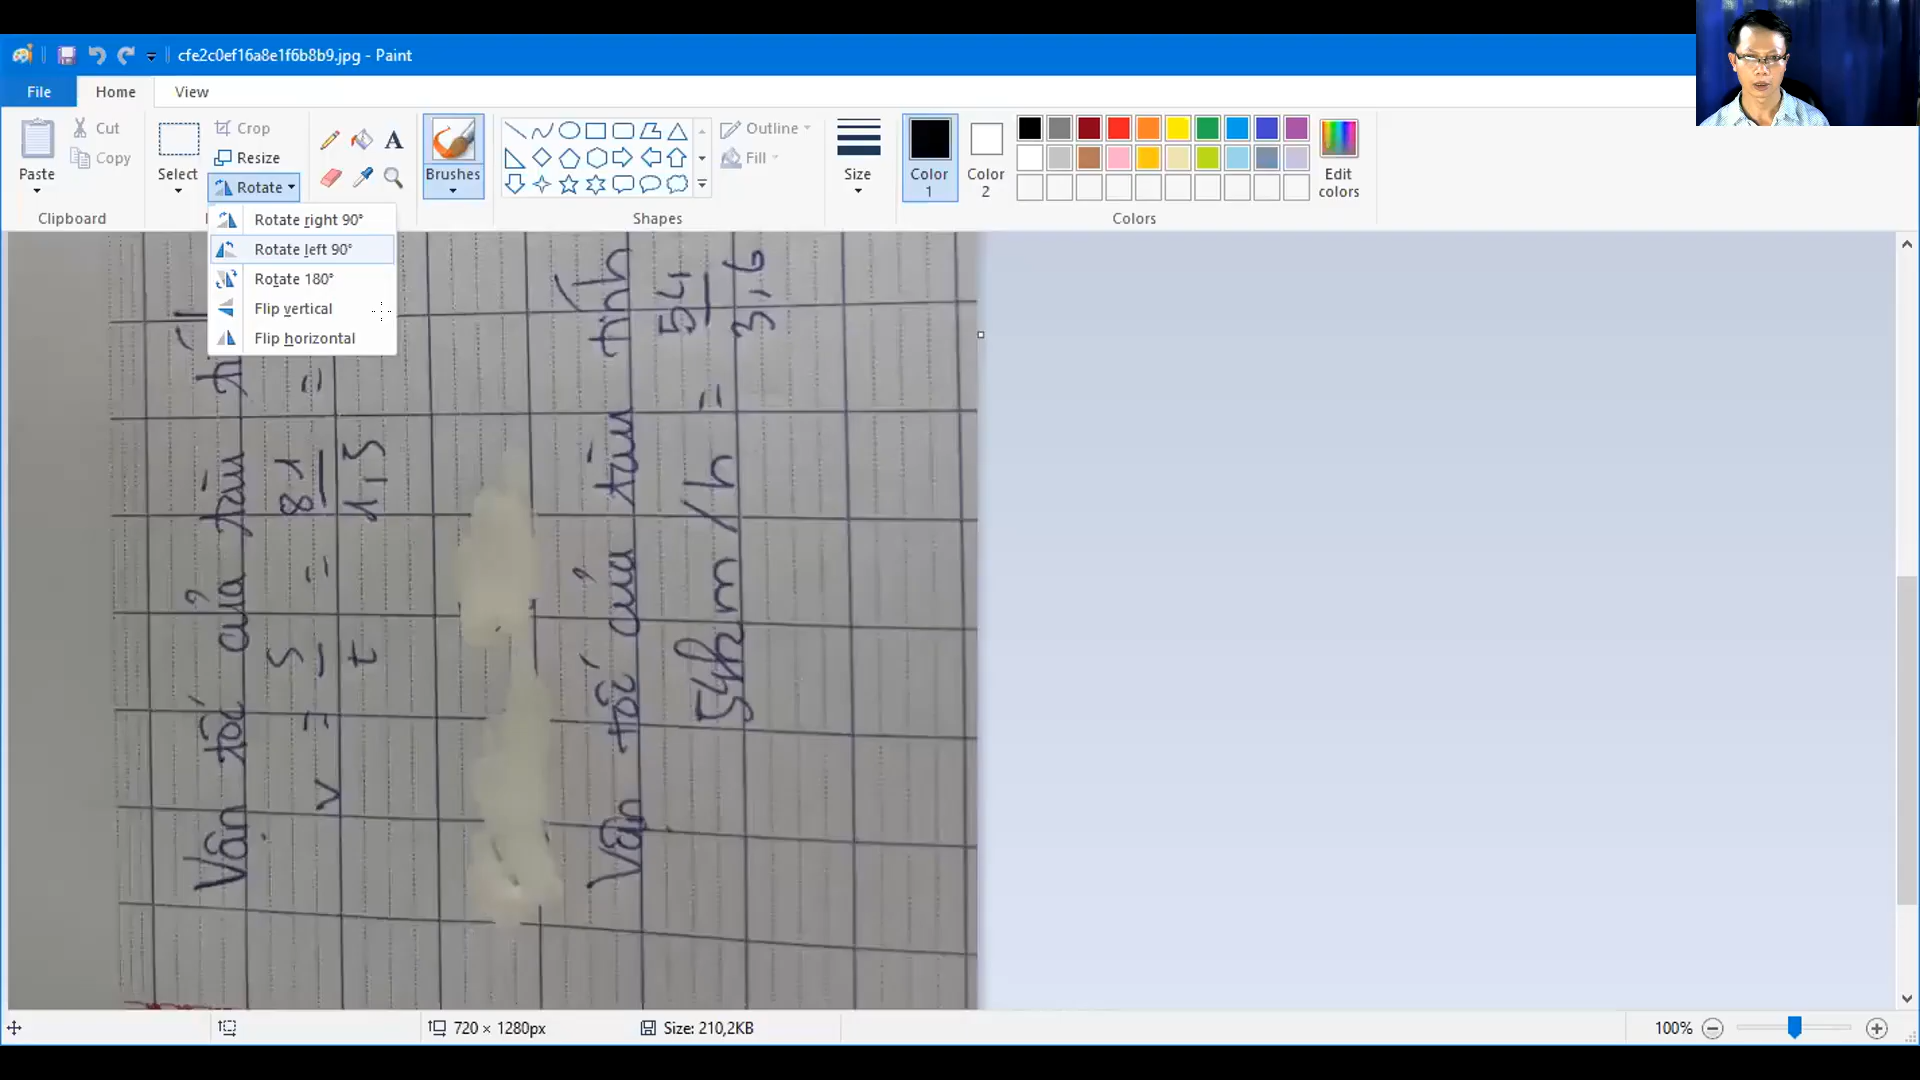 cfe2c0ef16a8e1f6b8b9.jpg - Paint
File Home View
Paste
Cut
Copy
Clipboard
Select
Crop
Resize
Rotate
Rotate right 90°
Rotate left 90°
Rotate 180°
Flip vertical
Flip horizontal
A
Brushes
Outline
Fill
Shapes
Size
Color 1
Color 2
Edit colors
Colors
Vận tốc của tàu
v = s/t = 81/1,5 =
Vận tốc của tàu tính
54km/h = 54/3,6
720 × 1280px
Size: 210,2KB
100%